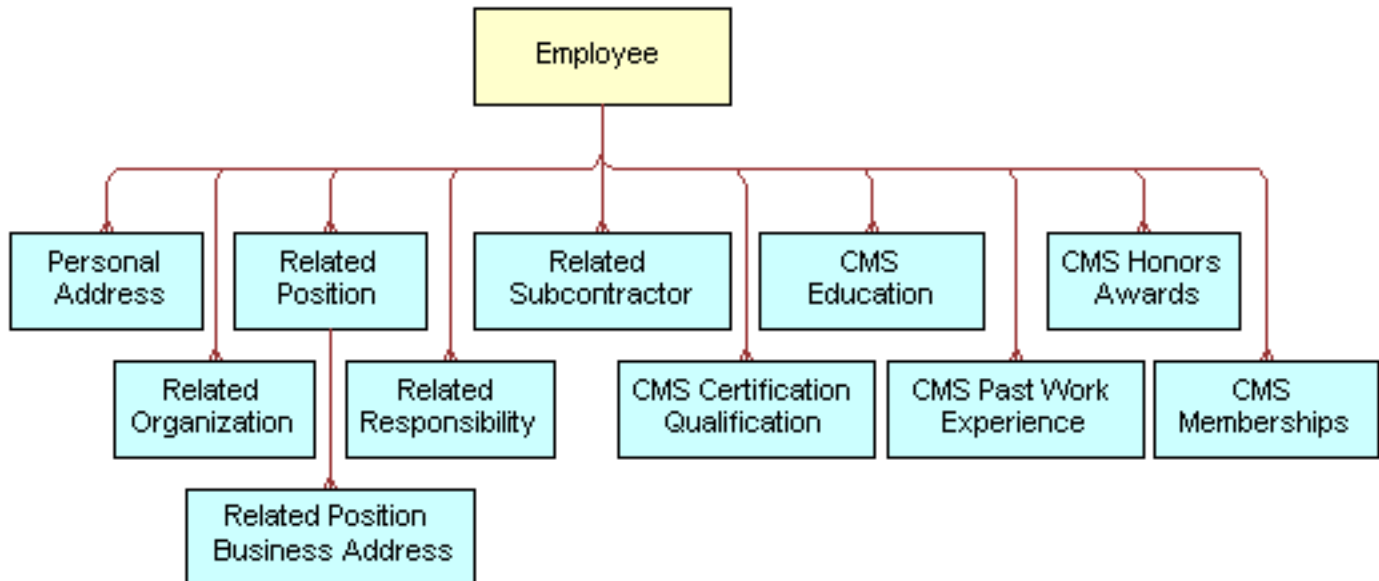 Employee
Personal
Address
Related
Position
Related
Subcontractor
CMS
Education
CMS Honors
Awards
Related
Organization
Related
Responsibility
CMS Certification
Qualification
CMS Past Work
Experience
CMS
Memberships
Related Position
Business Address